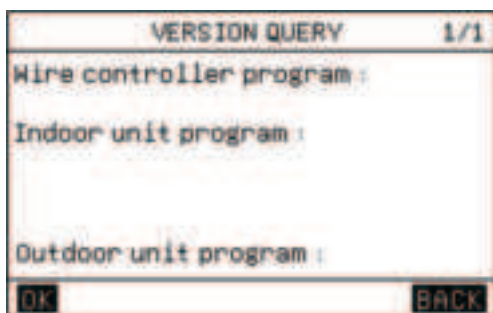 VERSION QUERY 1/1
Wire controller program :
Indoor unit program :
Outdoor unit program :
OK BACK